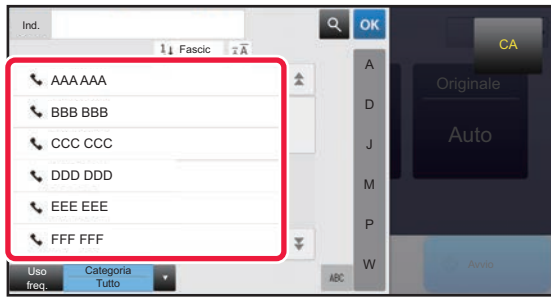 Ind.
OK
CA
1 Fascic
A
AAA AAA
BBB BBB
CCC CCC
DDD DDD
EEE EEE
FFF FFF
A
D
J
M
P
W
Originale
Auto
Uso freq.
Categoria
Tutto
ABC
Avvio